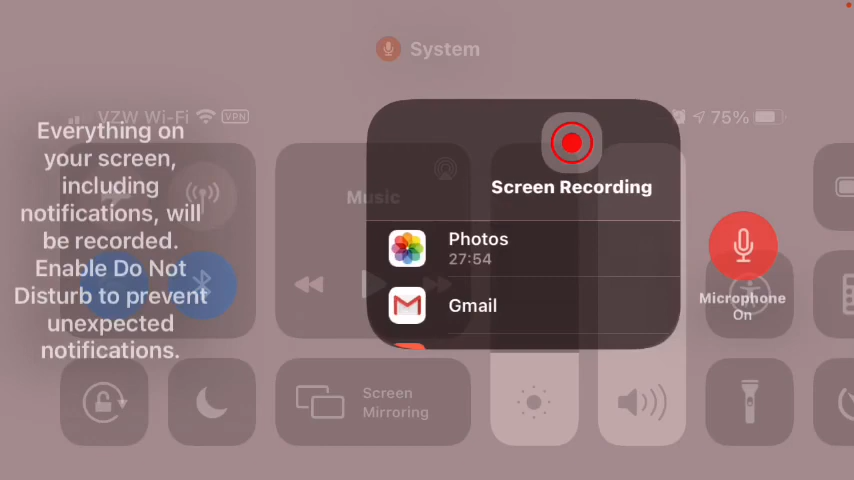 System
VZW Wi-Fi
VPN
75%
Everything on
your screen,
including
notifications, will
be recorded.
Enable Do Not
Disturb to prevent
unexpected
notifications.
Music
Screen Recording
Photos
27:54
Gmail
Microphone
On
Screen
Mirroring